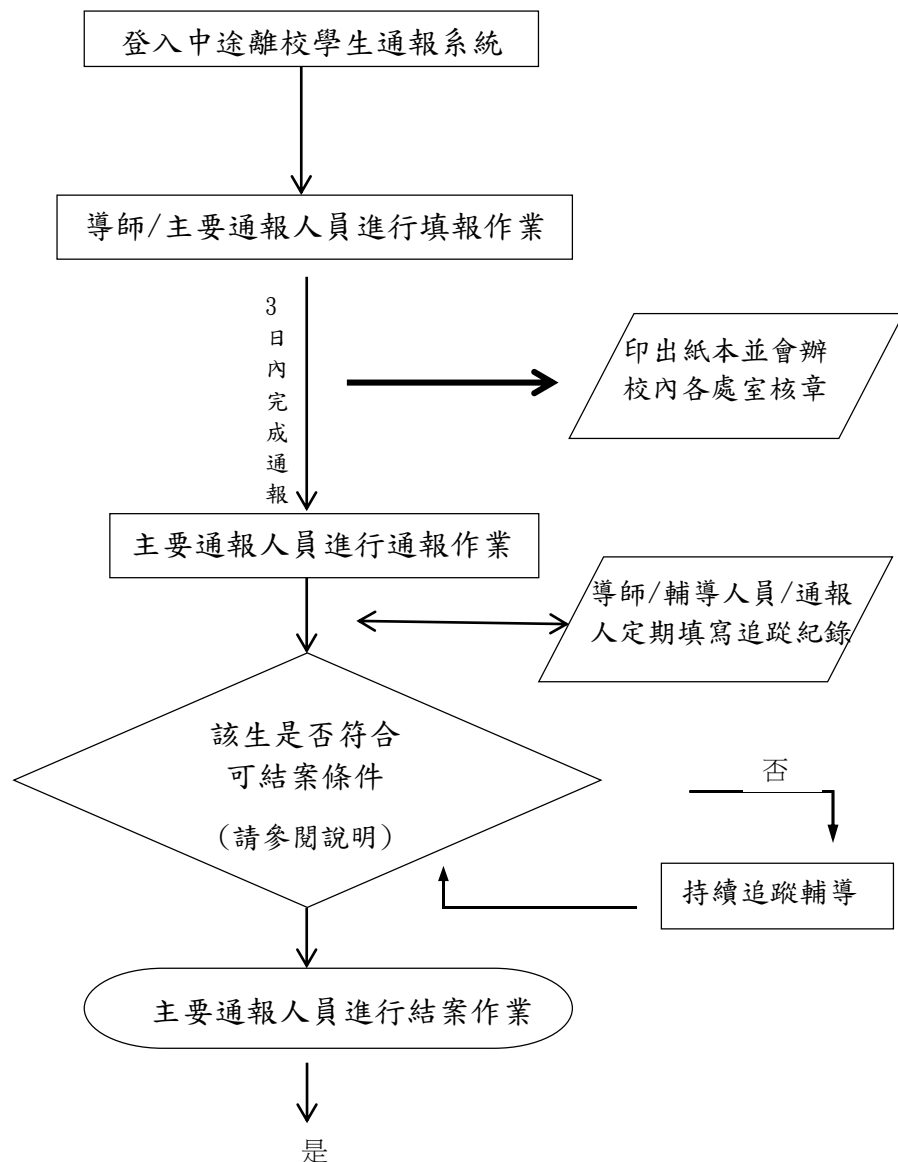 登入中途離校學生通報系統
導師/主要通報人員進行填報作業
3日內完成通報
印出紙本並會辦
校內各處室核章
主要通報人員進行通報作業
導師/輔導人員/通報
人定期填寫追蹤紀錄
該生是否符合
可結案條件
(請參閱說明)
否
持續追蹤輔導
主要通報人員進行結案作業
是